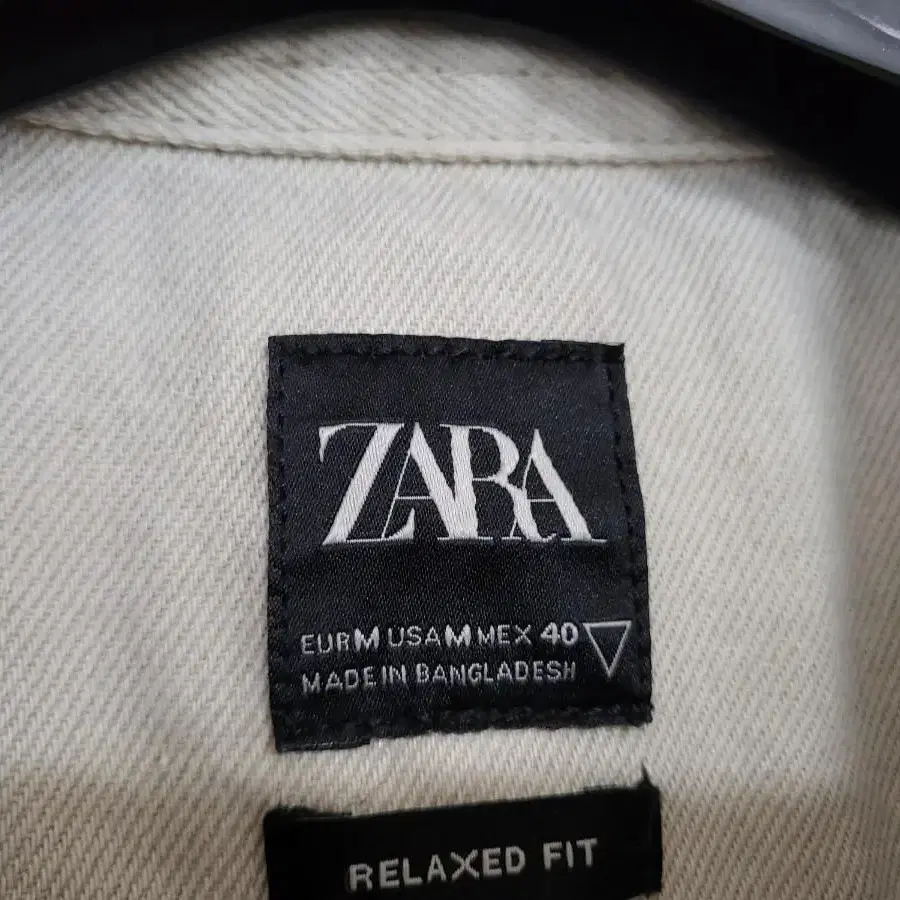 ZARA
EUR M USA M MEX 40
MADE IN BANGLADESH
RELAXED FIT